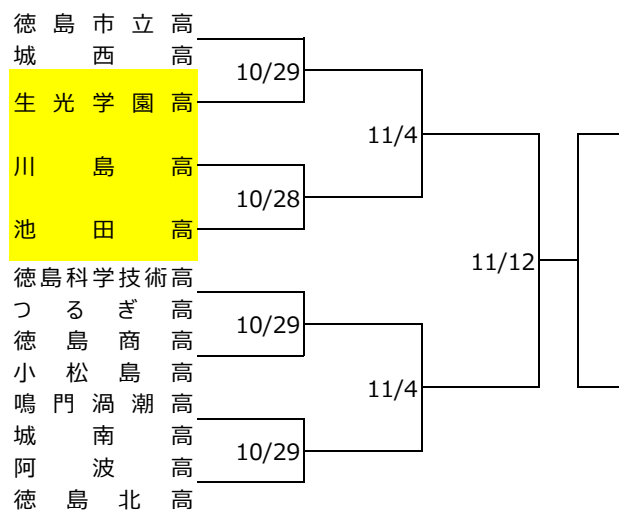 徳島市立高
城西高
10/29
生光学園高
11/4
川島高
10/28
池田高
11/12
徳島科学技術高
つるぎ高
10/29
徳島商高
小松島高
11/4
鳴門渦潮高
城南高
10/29
阿波高
徳島北高